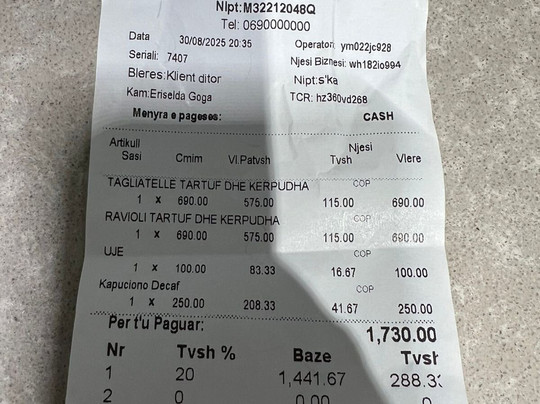 NIpt:M32212048Q
Tel: 0690000000
Data 30/08/2025 20:35 Operator: ym022jc928
Seriali: 7407 Njesi Biznesi: wh182io994
Bleres:Klient ditor Nipt:s'ka
Kam:Eriselda Goga TCR: hz360vd268
Menyra e pageses: CASH
Artikull Njesi
Sasi Cmim Vl.Patvsh Tvsh Vlere
TAGLIATELLE TARTUF DHE KERPUDHA COP
1 x 690.00 575.00 115.00 690.00
RAVIOLI TARTUF DHE KERPUDHA COP
1 x 690.00 575.00 115.00 690.00
UJE COP
1 x 100.00 83.33 16.67 100.00
Kapuciono Decaf COP
1 x 250.00 208.33 41.67 250.00
Per t'u Paguar: 1,730.00
Nr Tvsh % Baze Tvsh
1 20 1,441.67 288.33
2 0 0.00 0